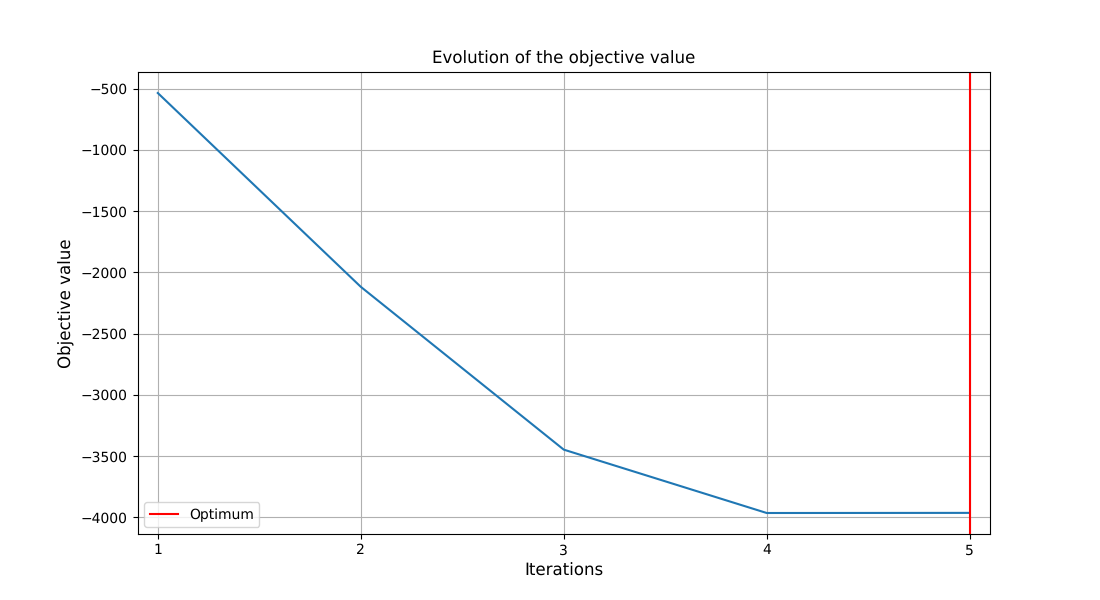 Evolution of the objective value
Objective value
−500
−1000
−1500
−2000
−2500
−3000
−3500
−4000
Optimum
1 2 3 4 5
Iterations